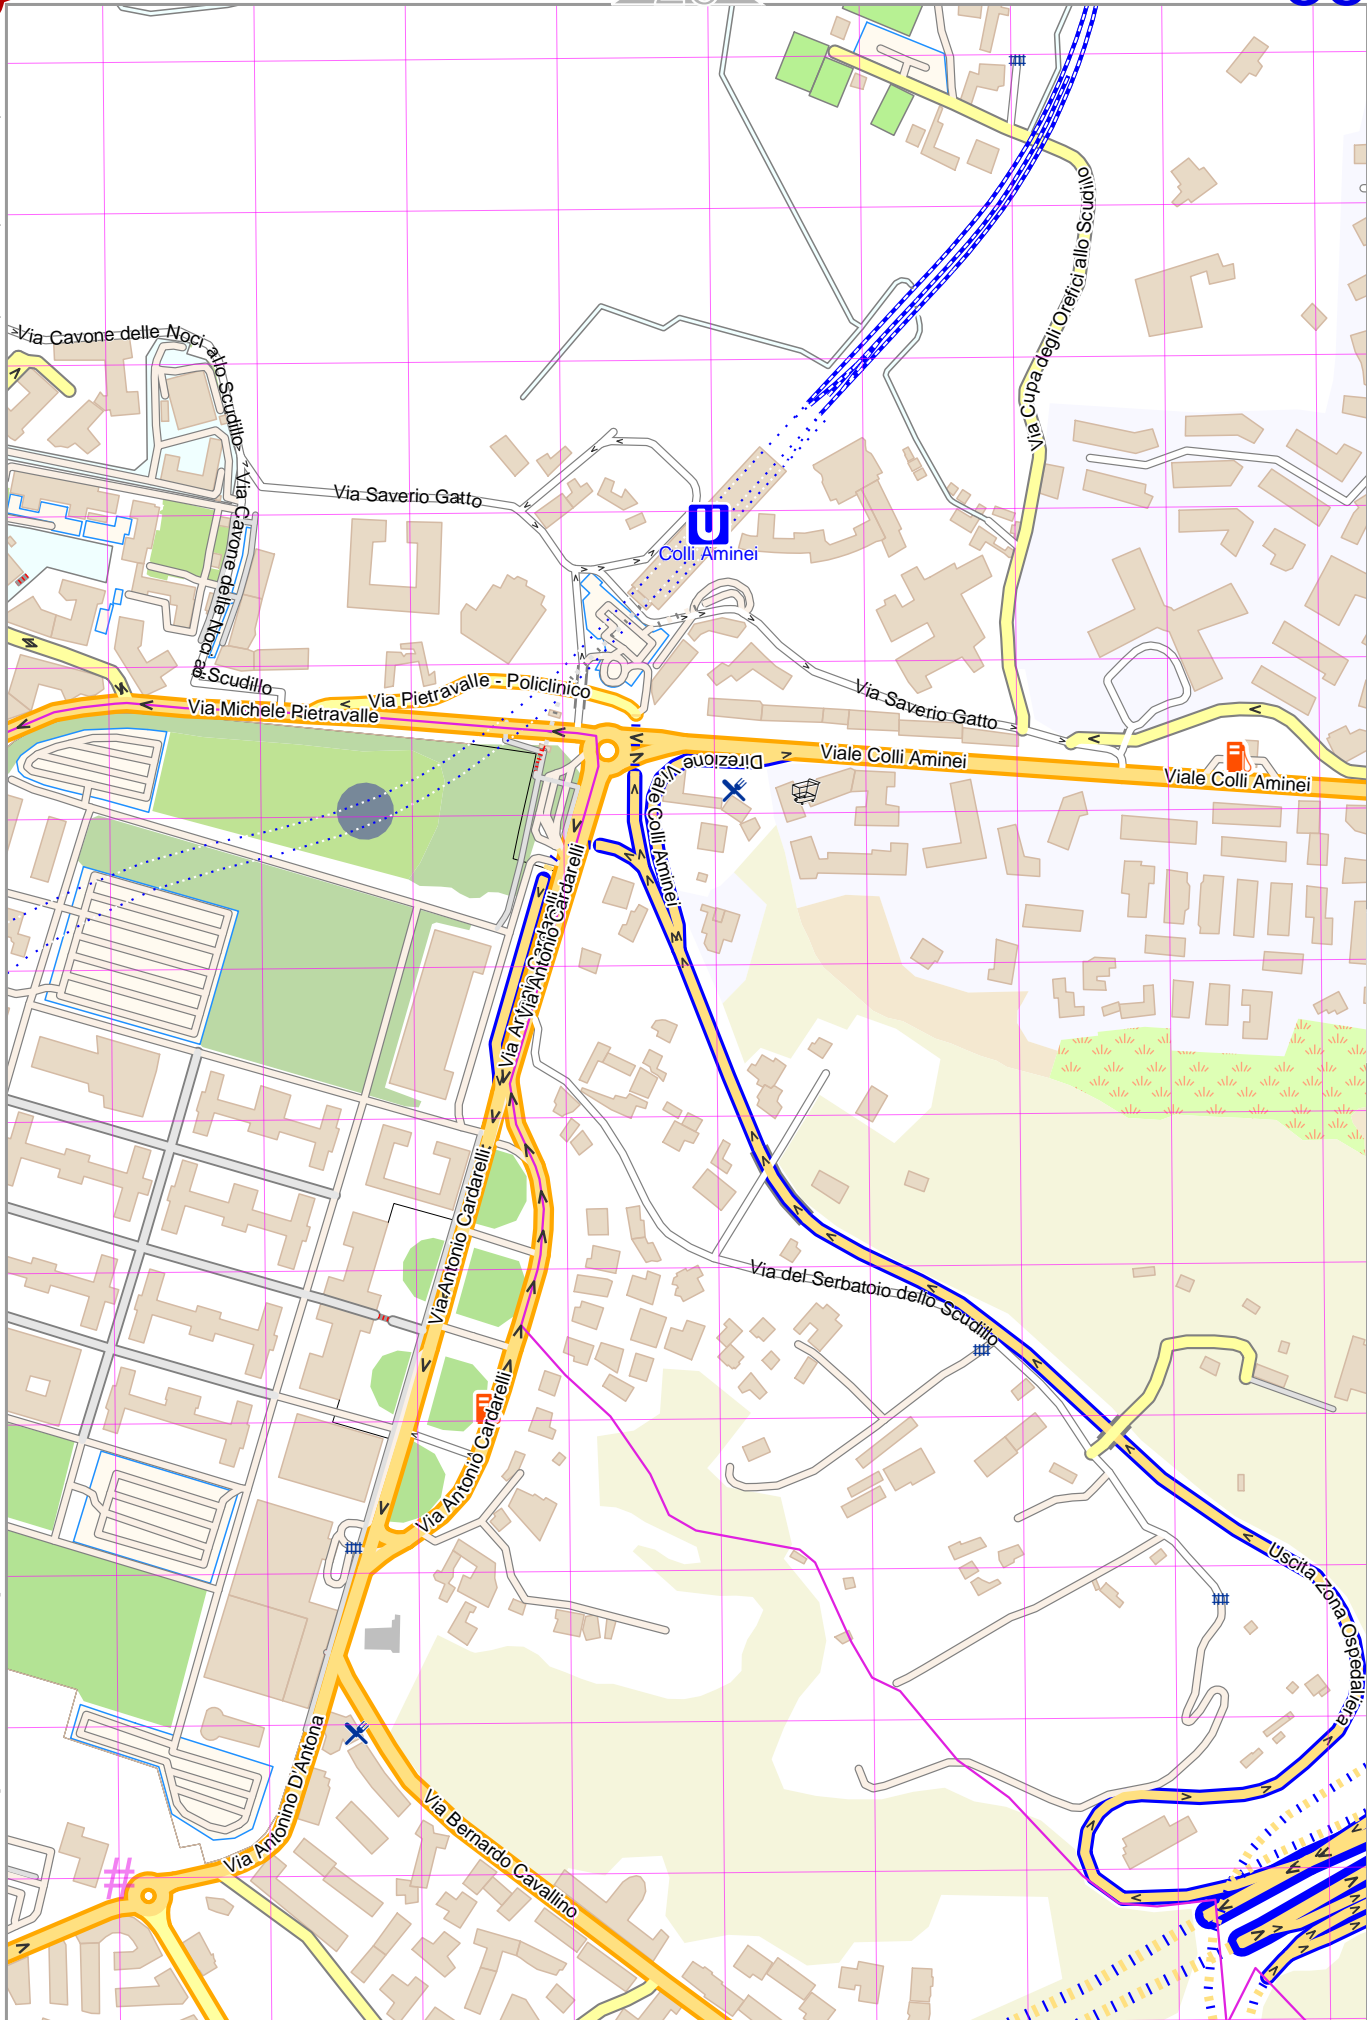 Via Cupa degli Orefici allo Scudillo
Via Cavone delle Noci allo Scudillo
Via Saverio Gatto
Via Cavone delle Noci al-
Scudillo
U
Colli Aminei
Via Pietravalle - Policlinico
Via Michele Pietravalle
Via Saverio Gatto
Viale Colli Aminei
Viale Colli Aminei
Direzione Viale Colli Aminei
Via Antonio Cardarelli
Via Antonio Cardarelli
Via Antonio Cardarelli
Via del Serbatoio dello Scudillo
Via Antonio Cardarelli
Uscita Zona Ospedaliera
Via Antonino D'Antona
Via Bernardo Cavallino
#